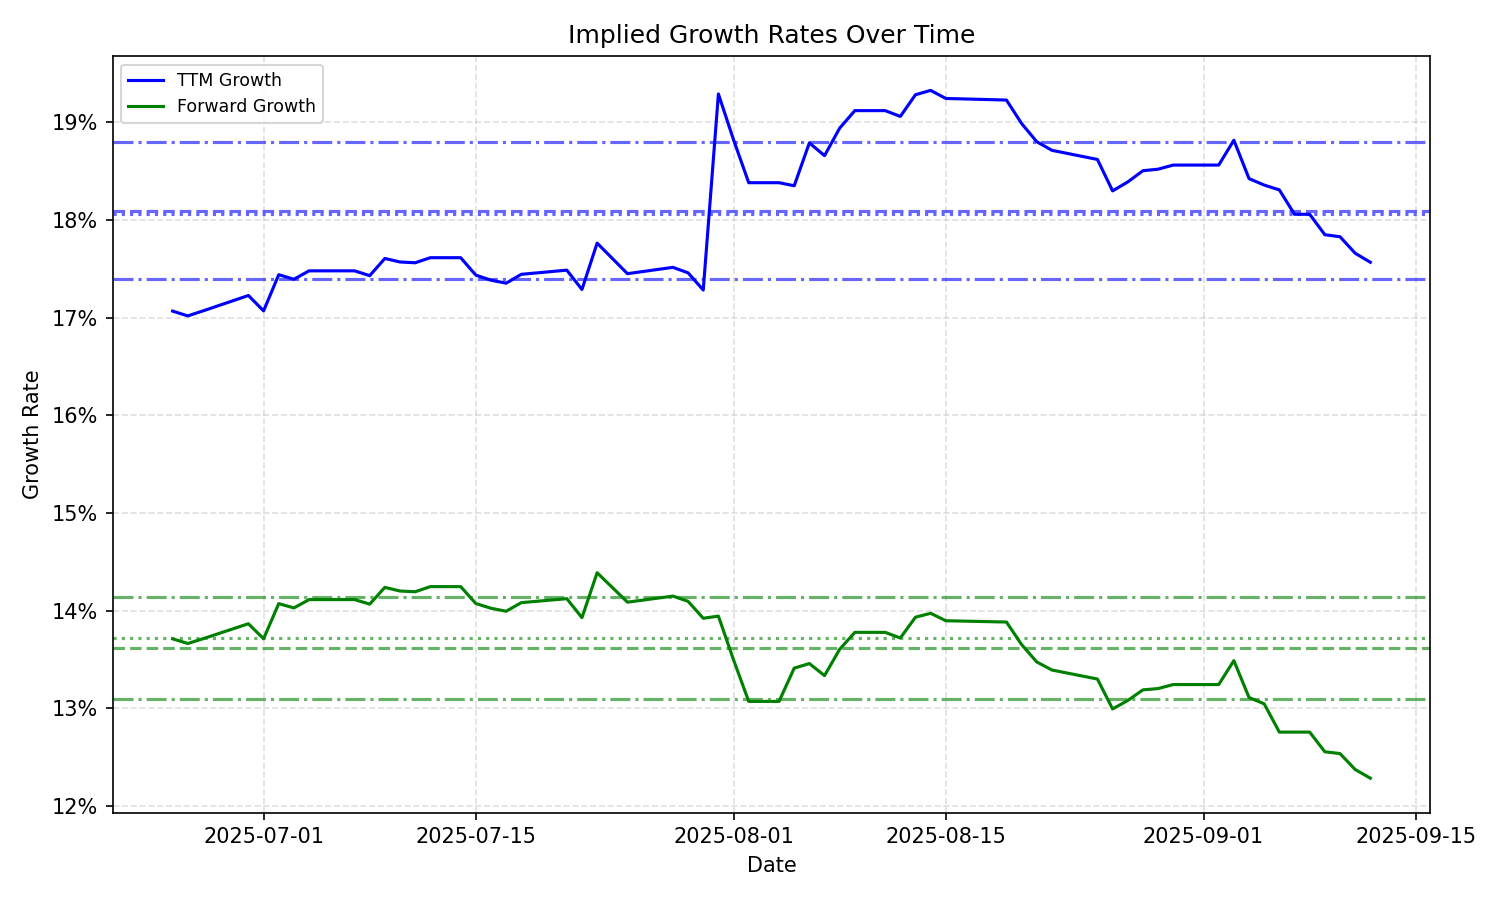 Implied Growth Rates Over Time
TTM Growth
Forward Growth
19%
18%
17%
16%
15%
14%
13%
12%
Growth Rate
2025-07-01
2025-07-15
2025-08-01
2025-08-15
2025-09-01
2025-09-15
Date